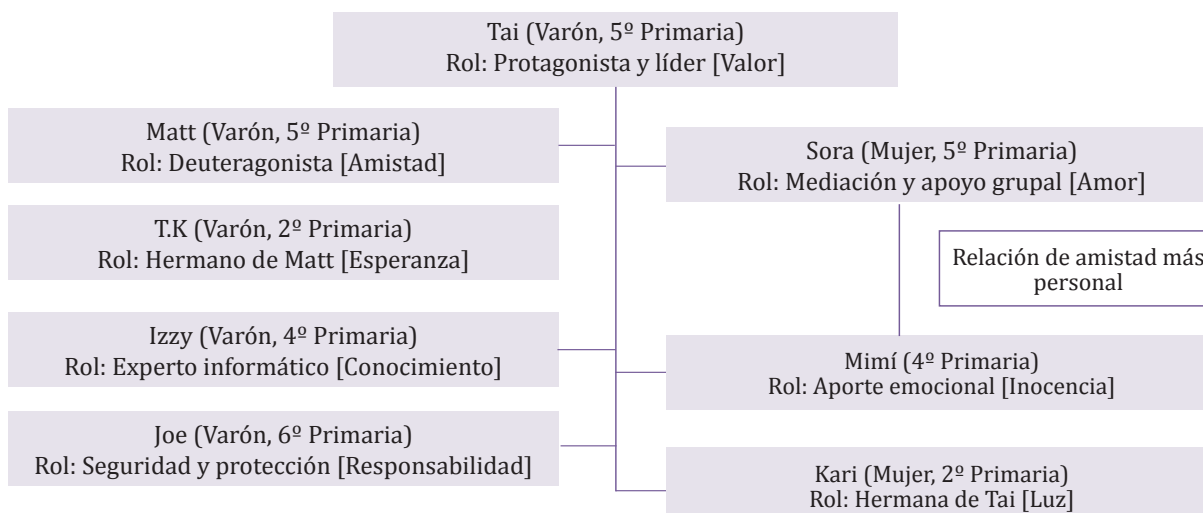 Tai (Varón, 5º Primaria)
Rol: Protagonista y líder [Valor]
Matt (Varón, 5º Primaria)
Rol: Deuteragonista [Amistad]
Sora (Mujer, 5º Primaria)
Rol: Mediación y apoyo grupal [Amor]
T.K (Varón, 2º Primaria)
Rol: Hermano de Matt [Esperanza]
Relación de amistad más
personal
Izzy (Varón, 4º Primaria)
Rol: Experto informático [Conocimiento]
Mimí (4º Primaria)
Rol: Aporte emocional [Inocencia]
Joe (Varón, 6º Primaria)
Rol: Seguridad y protección [Responsabilidad]
Kari (Mujer, 2º Primaria)
Rol: Hermana de Tai [Luz]